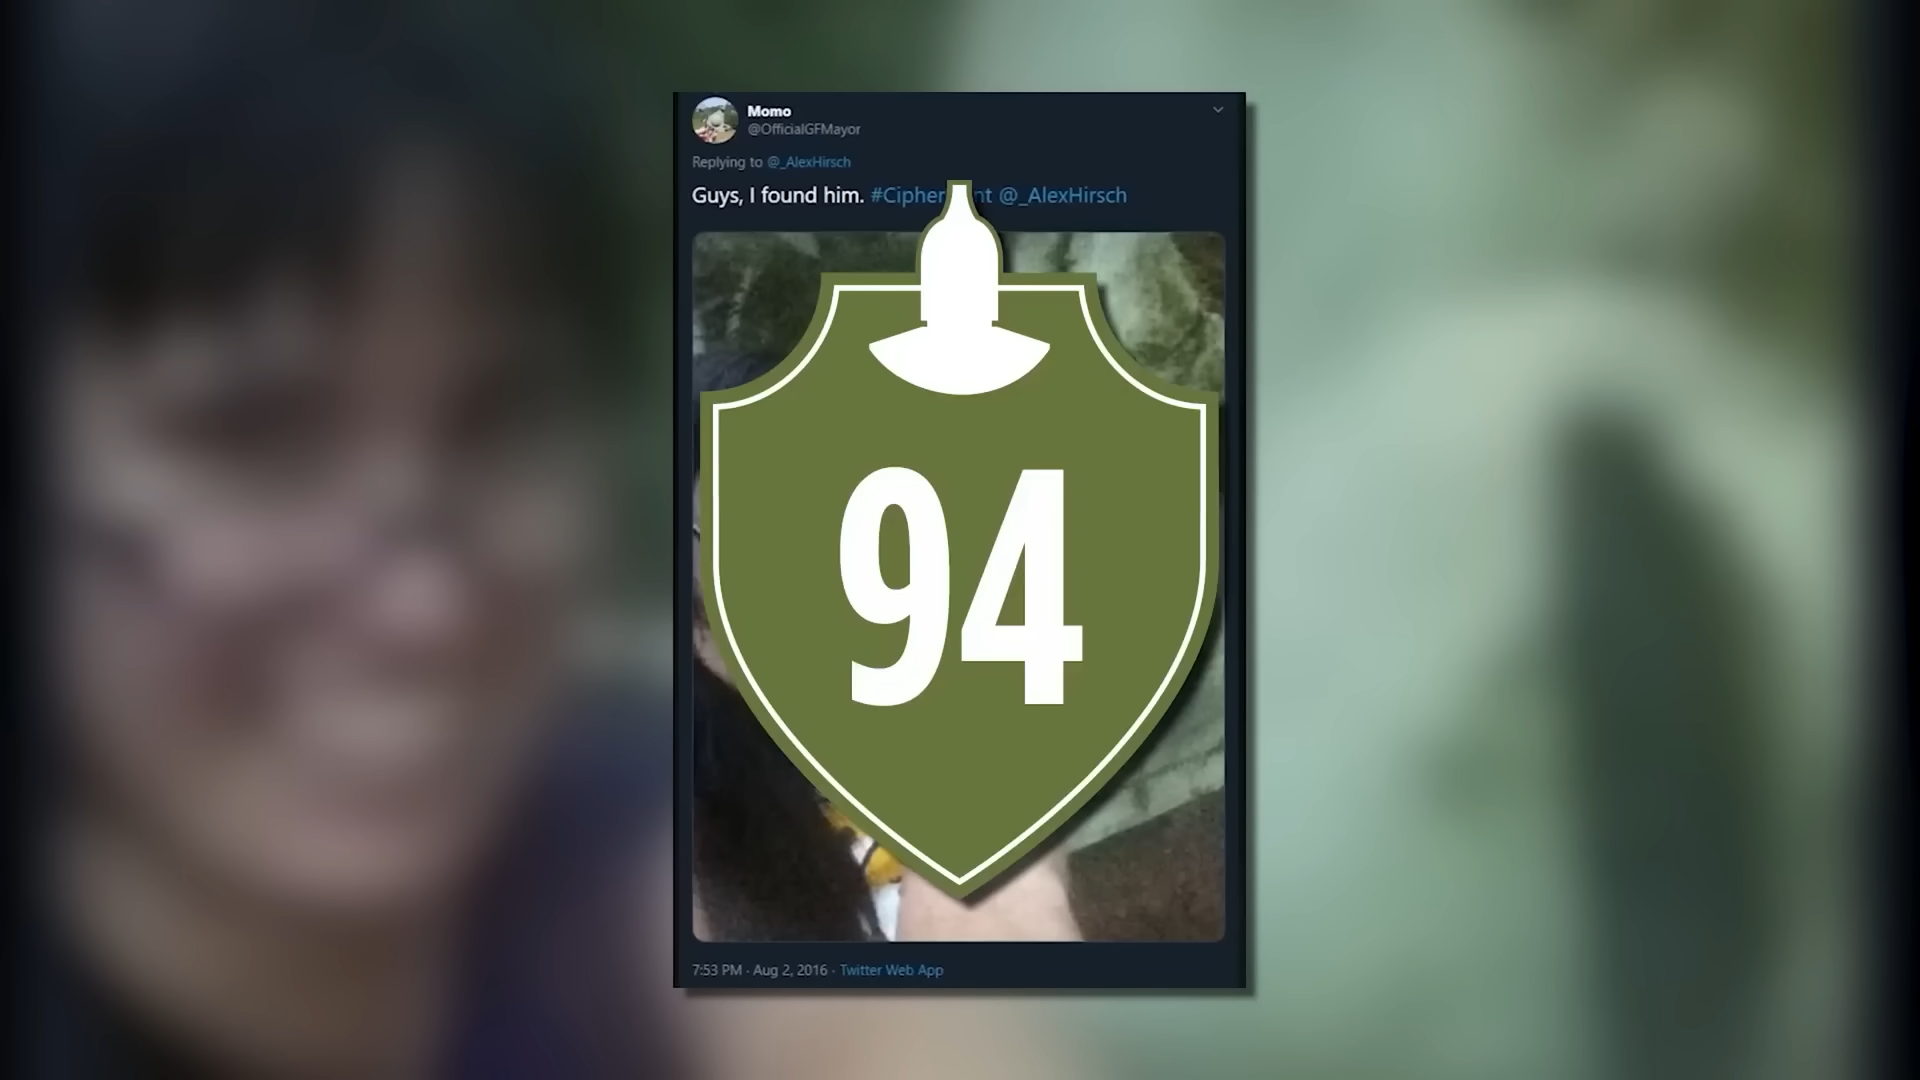 Momo
@OfficialGFMayor
Replying to @_AlexHirsch
Guys, I found him. @_AlexHirsch
94
7:53 PM · Aug 2, 2016 · Twitter Web App